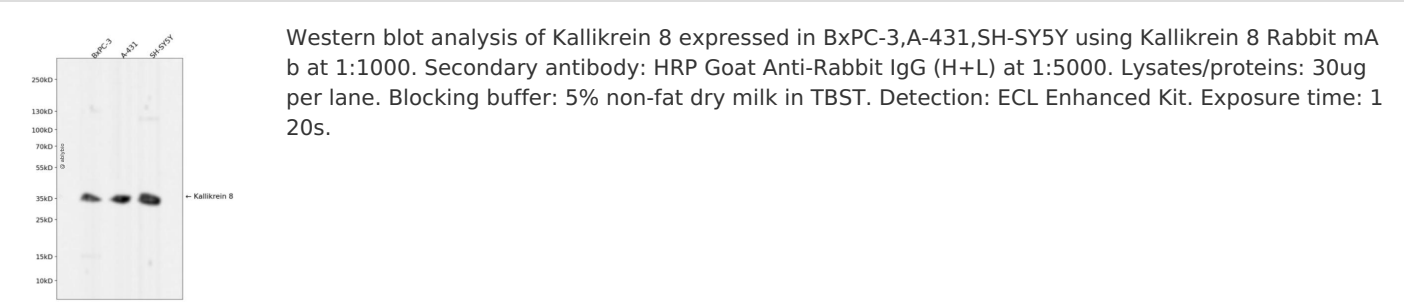 BxPC-3 A-431 SH-SY5Y
Western blot analysis of Kallikrein 8 expressed in BxPC-3,A-431,SH-SY5Y using Kallikrein 8 Rabbit mA
b at 1:1000. Secondary antibody: HRP Goat Anti-Rabbit IgG (H+L) at 1:5000. Lysates/proteins: 30ug
per lane. Blocking buffer: 5% non-fat dry milk in TBST. Detection: ECL Enhanced Kit. Exposure time: 1
20s.
250kD
130kD
100kD
70kD
55kD
@ abybio
35kD
← Kallikrein 8
25kD
15kD
10kD